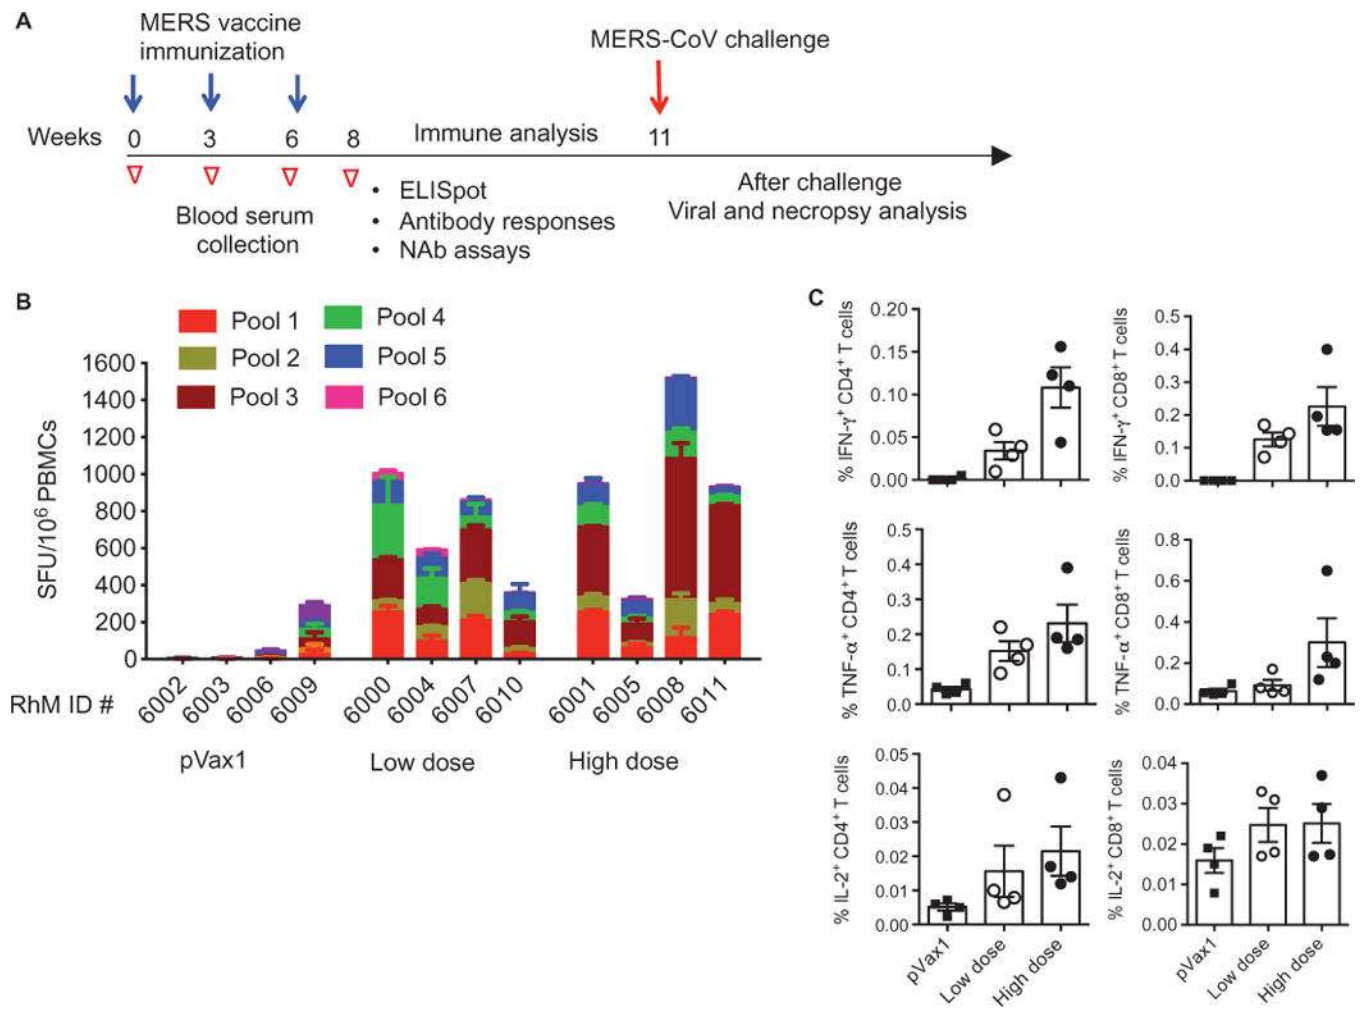 A
MERS vaccine
immunization
MERS-CoV challenge
Weeks 0 3 6 8 Immune analysis 11
Blood serum
collection
• ELISpot
• Antibody responses
• NAb assays
After challenge
Viral and necropsy analysis
B
Pool 1
Pool 2
Pool 3
Pool 4
Pool 5
Pool 6
SFU/10⁶ PBMCs
1600
1400
1200
1000
800
600
400
200
0
RhM ID # 6002 6003 6006 6009 6000 6004 6007 6010 6001 6005 6008 6011
pVax1 Low dose High dose
C
% IFN-γ⁺ CD4⁺ T cells
0.20
0.15
0.10
0.05
0.00
% IFN-γ⁺ CD8⁺ T cells
0.5
0.4
0.3
0.2
0.1
0.0
% TNF-α⁺ CD4⁺ T cells
0.5
0.4
0.3
0.2
0.1
0.0
% TNF-α⁺ CD8⁺ T cells
0.8
0.6
0.4
0.2
0.0
% IL-2⁺ CD4⁺ T cells
0.05
0.04
0.03
0.02
0.01
0.00
pVax1 Low dose High dose
% IL-2⁺ CD8⁺ T cells
0.04
0.03
0.02
0.01
0.00
pVax1 Low dose High dose